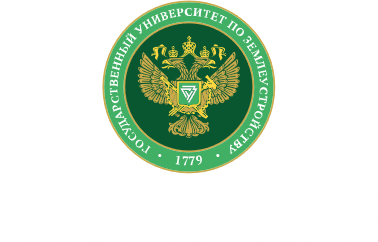 ГОСУДАРСТВЕННЫЙ УНИВЕРСИТЕТ ПО ЗЕМЛЕУСТРОЙСТВУ
• 1779 •